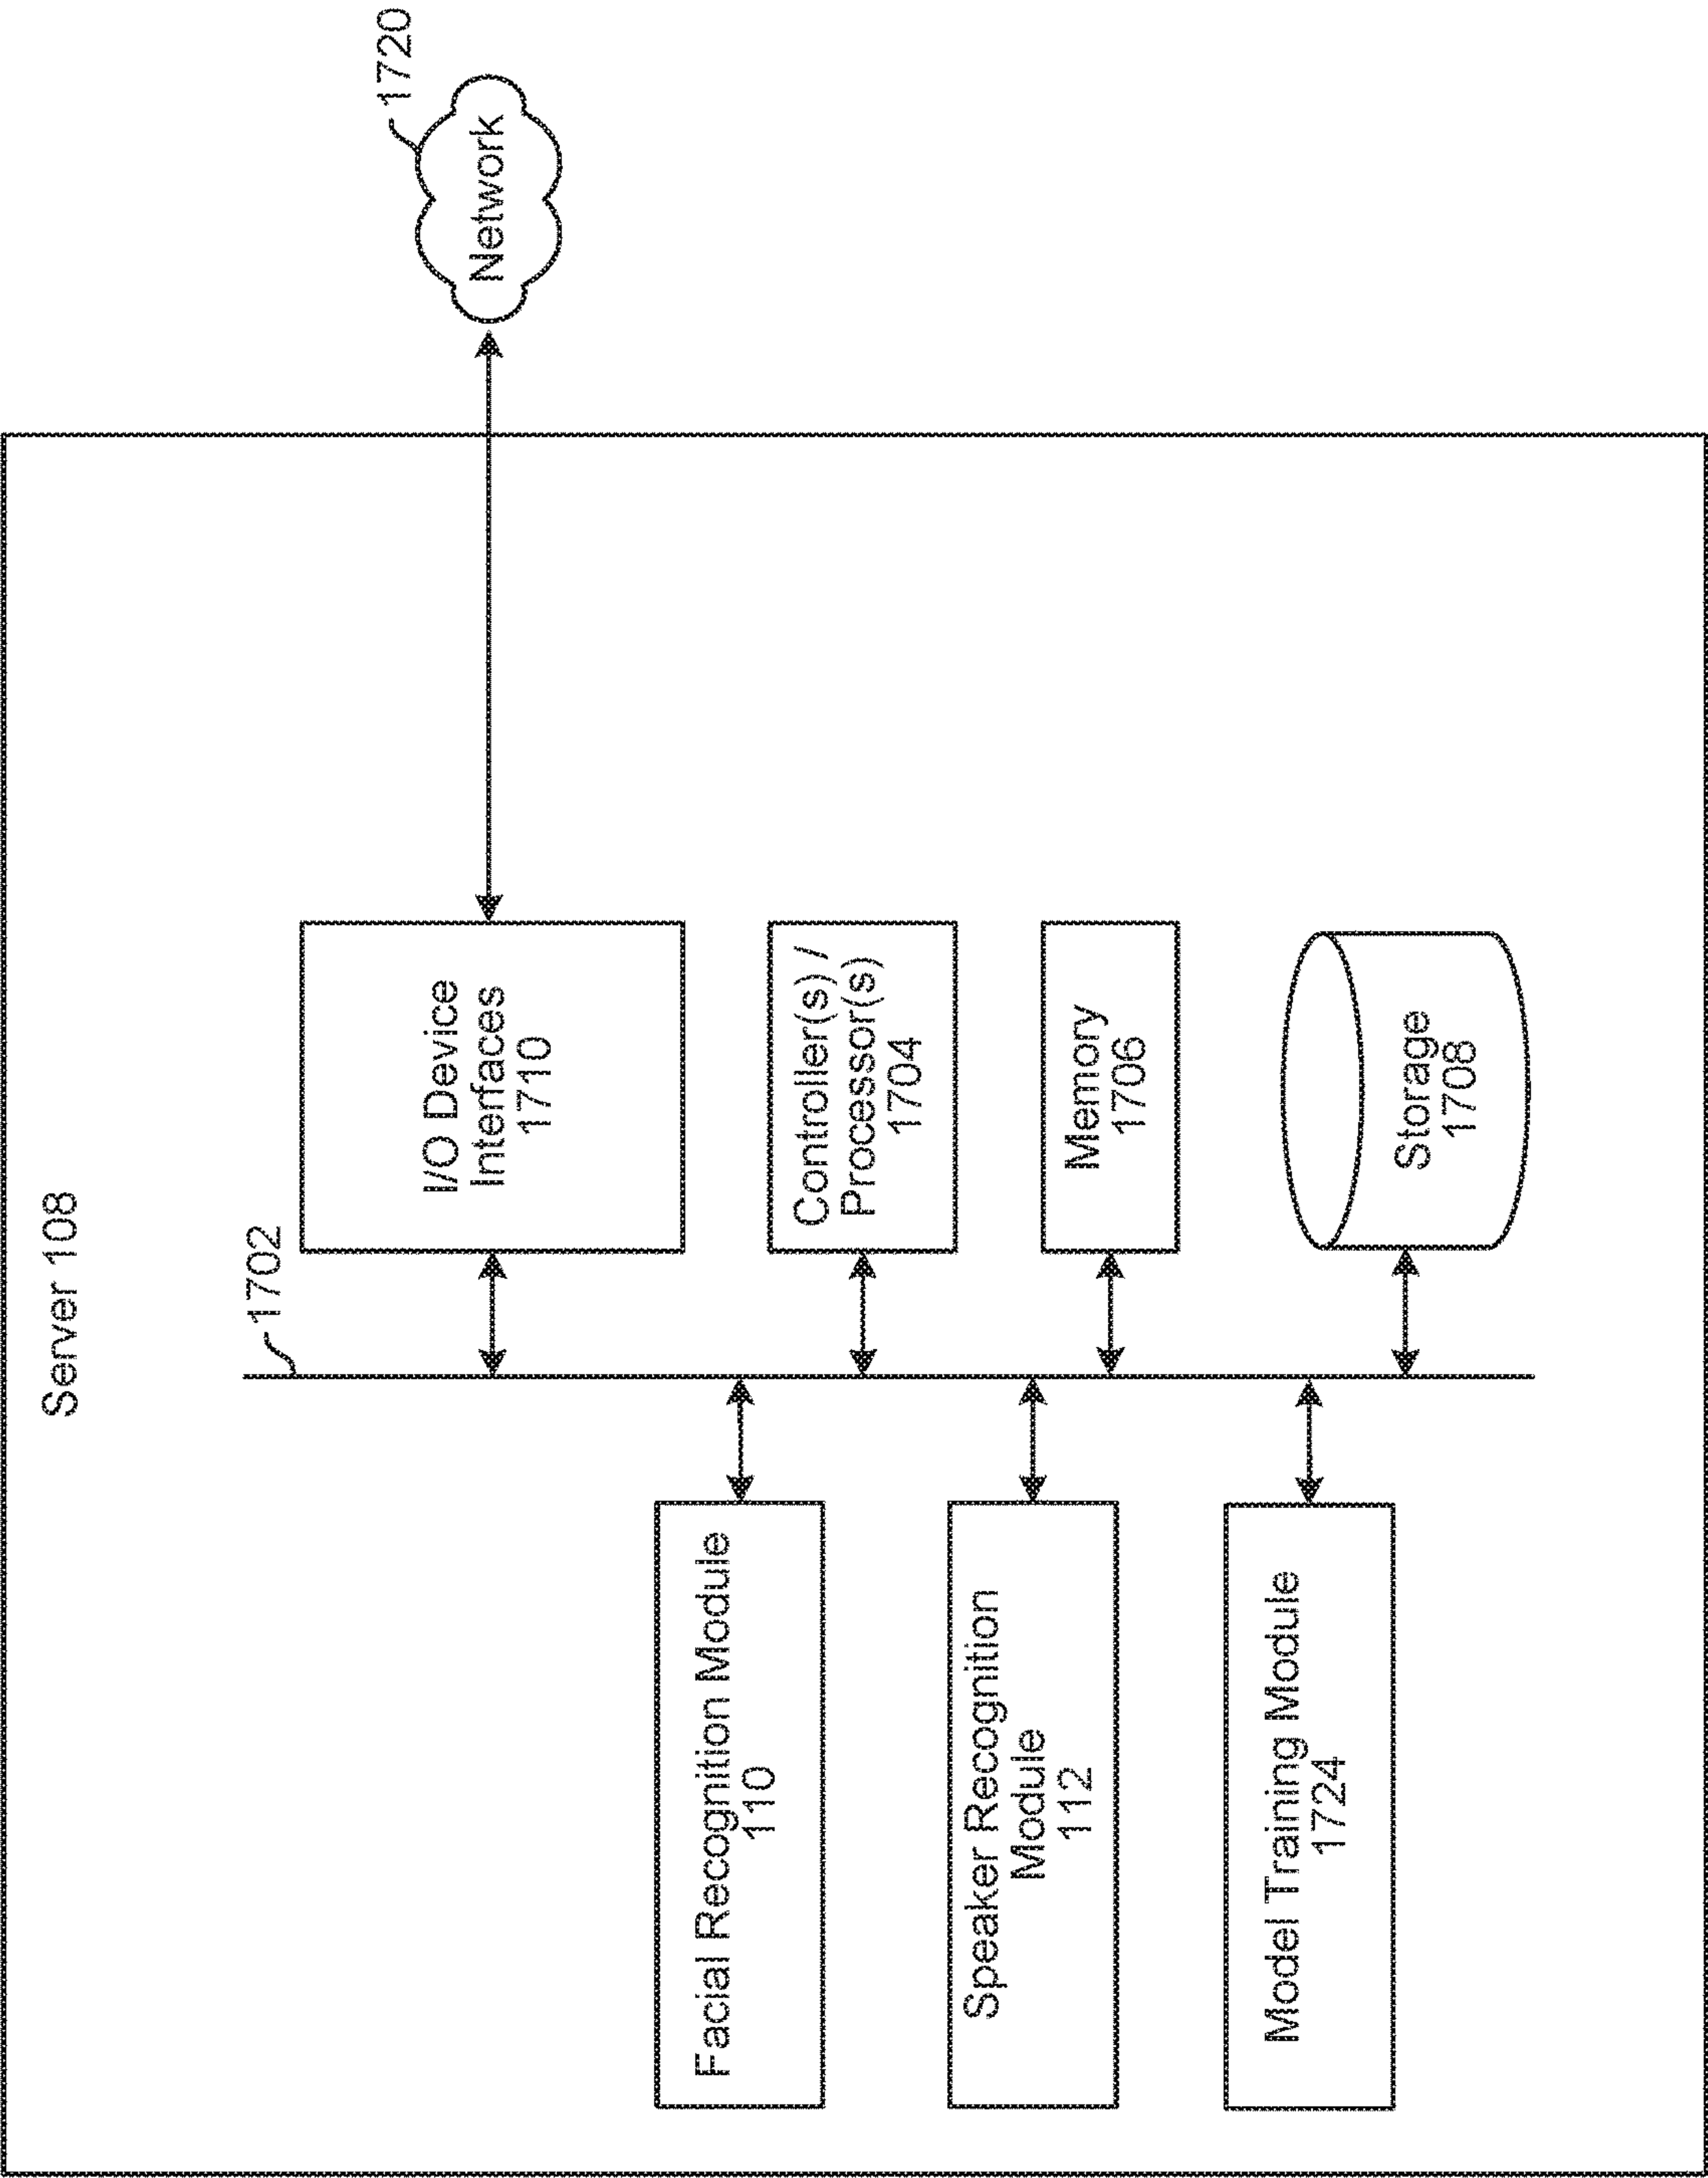 Server 108
1702
Facial Recognition Module
110
Speaker Recognition
Module
112
Model Training Module
1724
I/O Device
Interfaces
1710
Controller(s) /
Processor(s)
1704
Memory
1706
Storage
1708
1720
Network